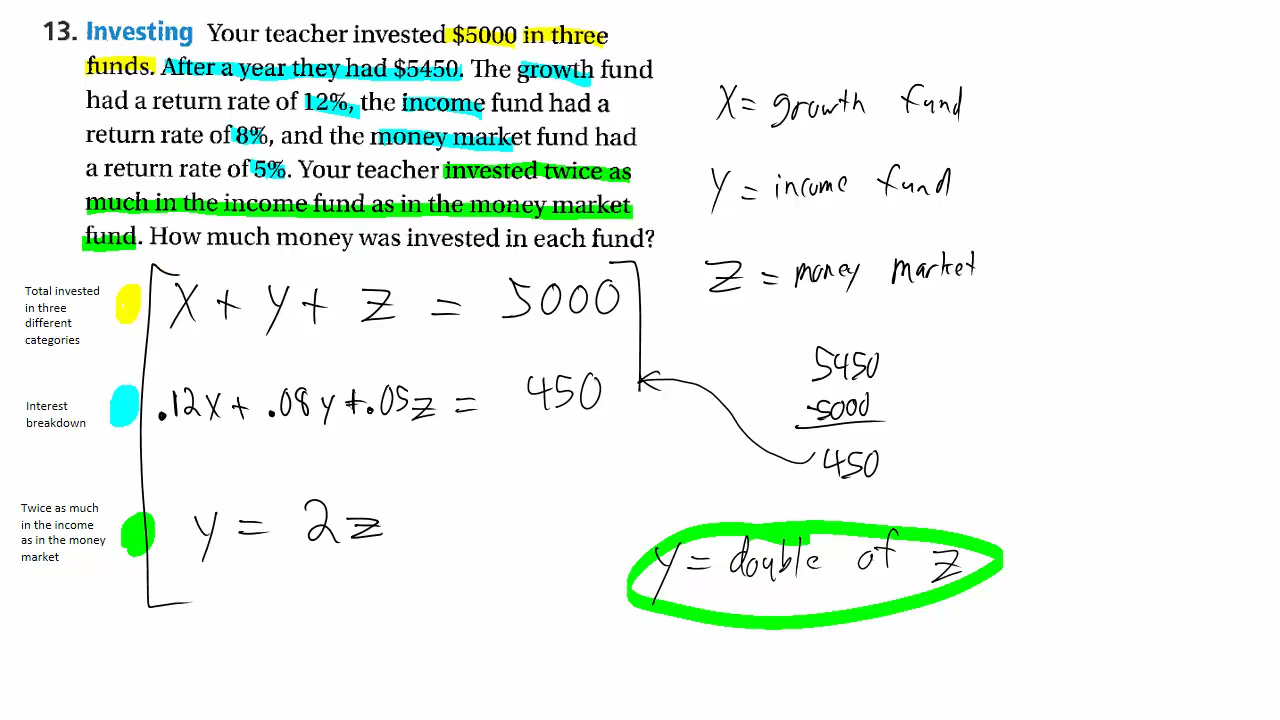 13. Investing Your teacher invested $5000 in three
funds. After a year they had $5450. The growth fund
had a return rate of 12%, the income fund had a
return rate of 8%, and the money market fund had
a return rate of 5%. Your teacher invested twice as
much in the income fund as in the money market
fund. How much money was invested in each fund?
X = growth fund
Y = income fund
Z = money market
Total invested
in three
different
categories
X + Y + Z = 5000
Interest
breakdown
.12X + .08y + .05z = 450
5450
-5000
450
Twice as much
in the income
as in the money
market
y = 2z
y = double of z